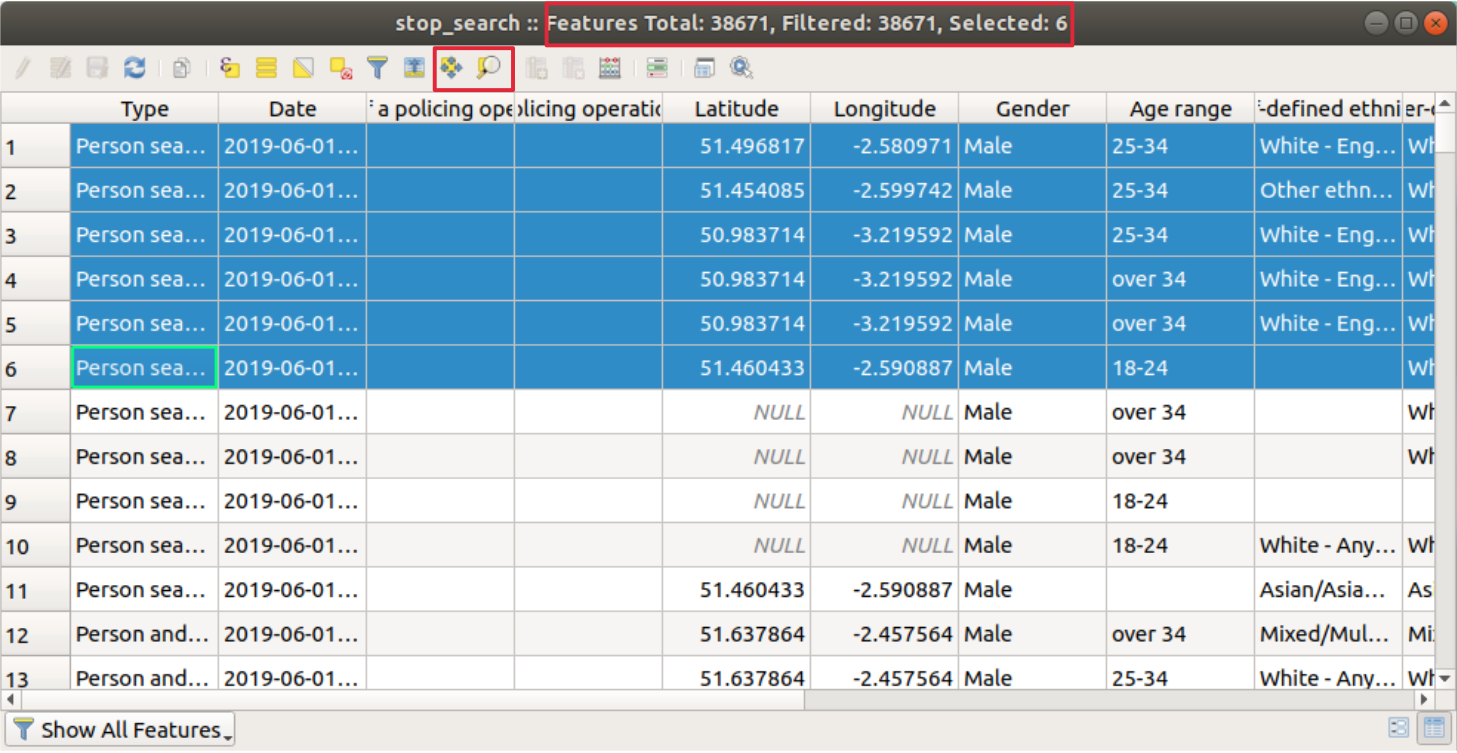 stop_search :: Features Total: 38671, Filtered: 38671, Selected: 6
Type Date a policing ope licing operatio Latitude Longitude Gender Age range -defined ethni er-
1 Person sea... 2019-06-01... 51.496817 -2.580971 Male 25-34 White - Eng... Wh
2 Person sea... 2019-06-01... 51.454085 -2.599742 Male 25-34 Other ethn... Wh
3 Person sea... 2019-06-01... 50.983714 -3.219592 Male 25-34 White - Eng... Wh
4 Person sea... 2019-06-01... 50.983714 -3.219592 Male over 34 White - Eng... Wh
5 Person sea... 2019-06-01... 50.983714 -3.219592 Male over 34 White - Eng... Wh
6 Person sea... 2019-06-01... 51.460433 -2.590887 Male 18-24 Wh
7 Person sea... 2019-06-01... NULL NULL Male over 34 Wh
8 Person sea... 2019-06-01... NULL NULL Male over 34 Wh
9 Person sea... 2019-06-01... NULL NULL Male 18-24
10 Person sea... 2019-06-01... NULL NULL Male 18-24 White - Any... Wh
11 Person sea... 2019-06-01... 51.460433 -2.590887 Male Asian/Asia... As
12 Person and... 2019-06-01... 51.637864 -2.457564 Male over 34 Mixed/Mul... Mi
13 Person and... 2019-06-01... 51.637864 -2.457564 Male 25-34 White - Any... Wh
Show All Features